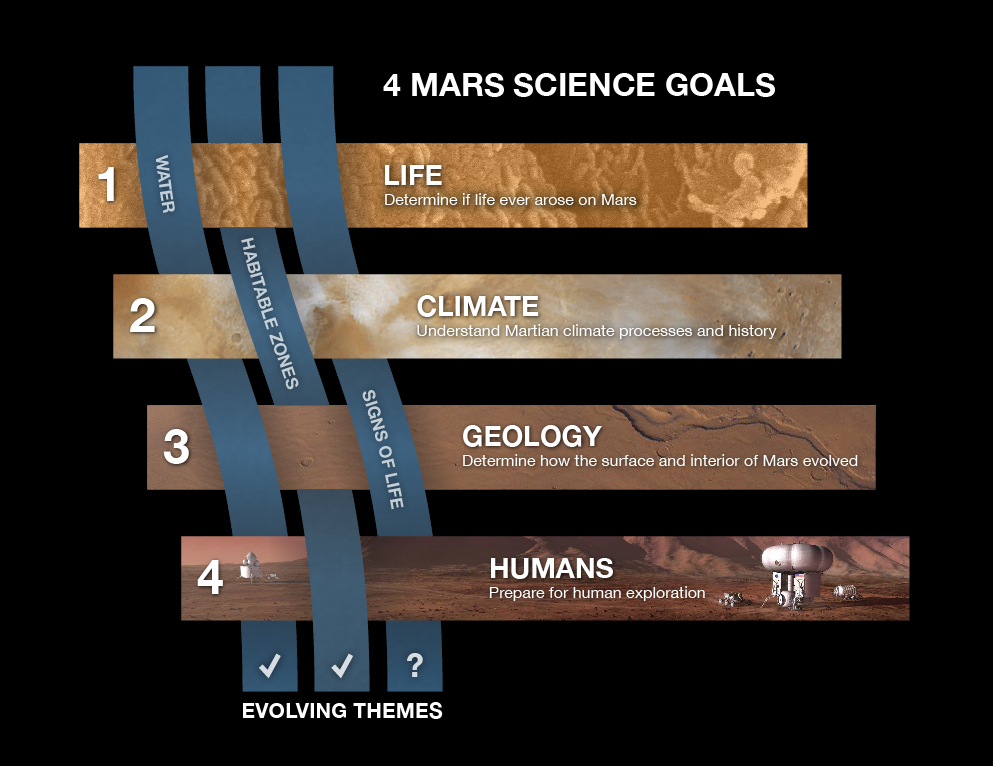 4 MARS SCIENCE GOALS
1
WATER
LIFE
Determine if life ever arose on Mars
HABITABLE ZONES
2
CLIMATE
Understand Martian climate processes and history
SIGNS OF LIFE
3
GEOLOGY
Determine how the surface and interior of Mars evolved
4
HUMANS
Prepare for human exploration
✓ ✓ ?
EVOLVING THEMES